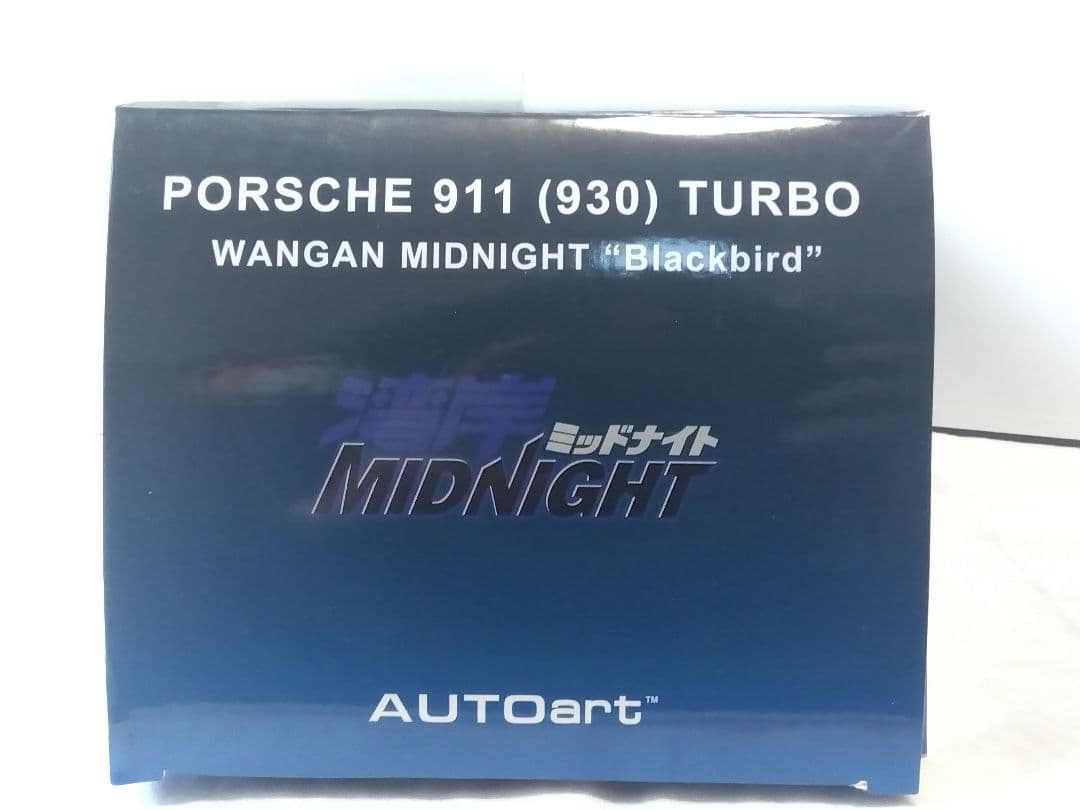 PORSCHE 911 (930) TURBO
WANGAN MIDNIGHT “Blackbird”
湾岸
ミッドナイト
MIDNIGHT
AUTOart™